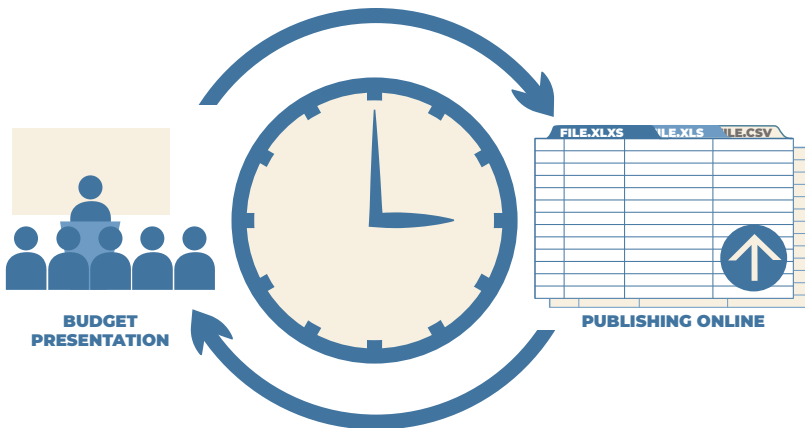 FILE.XLXS
ILE.XLS
ILE.CSV
BUDGET
PRESENTATION
PUBLISHING ONLINE